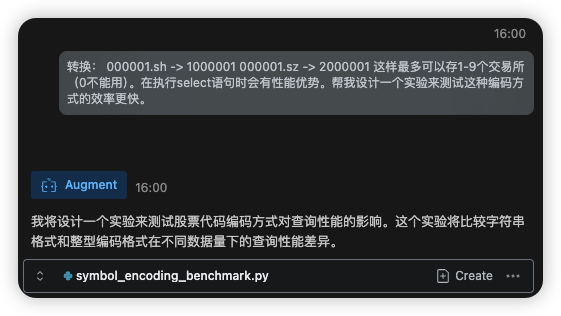 16:00
转换： 000001.sh -> 1000001 000001.sz -> 2000001 这样最多可以存1-9个交易所
（0不能用）。在执行select语句时会有性能优势。帮我设计一个实验来测试这种编码方
式的效率更快。
Augment 16:00
我将设计一个实验来测试股票代码编码方式对查询性能的影响。这个实验将比较字符串
格式和整型编码格式在不同数据量下的查询性能差异。
symbol_encoding_benchmark.py Create